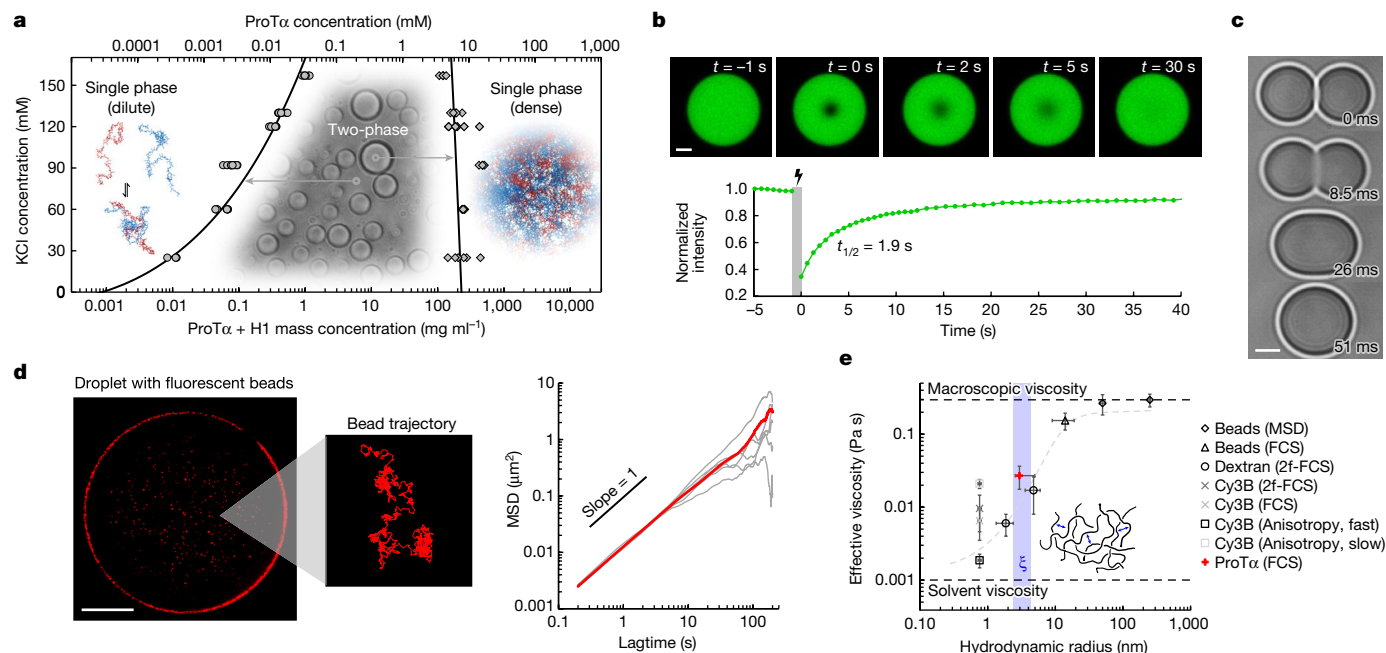 a
ProTα concentration (mM)
0.0001 0.001 0.01 0.1 1 10 100 1,000
KCl concentration (mM)
150
120
90
60
30
0
Single phase
(dilute)
Two-phase
Single phase
(dense)
0.001 0.01 0.1 1 10 100 1,000 10,000
ProTα + H1 mass concentration (mg ml⁻¹)
b
t = −1 s
t = 0 s
t = 2 s
t = 5 s
t = 30 s
Normalized
intensity
1.0
0.8
0.6
0.4
0.2
t1/2 = 1.9 s
−5 0 5 10 15 20 25 30 35 40
Time (s)
c
0 ms
8.5 ms
26 ms
51 ms
d
Droplet with fluorescent beads
Bead trajectory
MSD (μm²)
10
1
0.1
0.01
0.001
Slope = 1
0.1 1 10 100
Lagtime (s)
e
Effective viscosity (Pa s)
0.1
0.01
0.001
Macroscopic viscosity
ξ
Solvent viscosity
0.10 1 10 100 1,000
Hydrodynamic radius (nm)
Beads (MSD)
Beads (FCS)
Dextran (2f-FCS)
Cy3B (2f-FCS)
Cy3B (FCS)
Cy3B (Anisotropy, fast)
Cy3B (Anisotropy, slow)
ProTα (FCS)